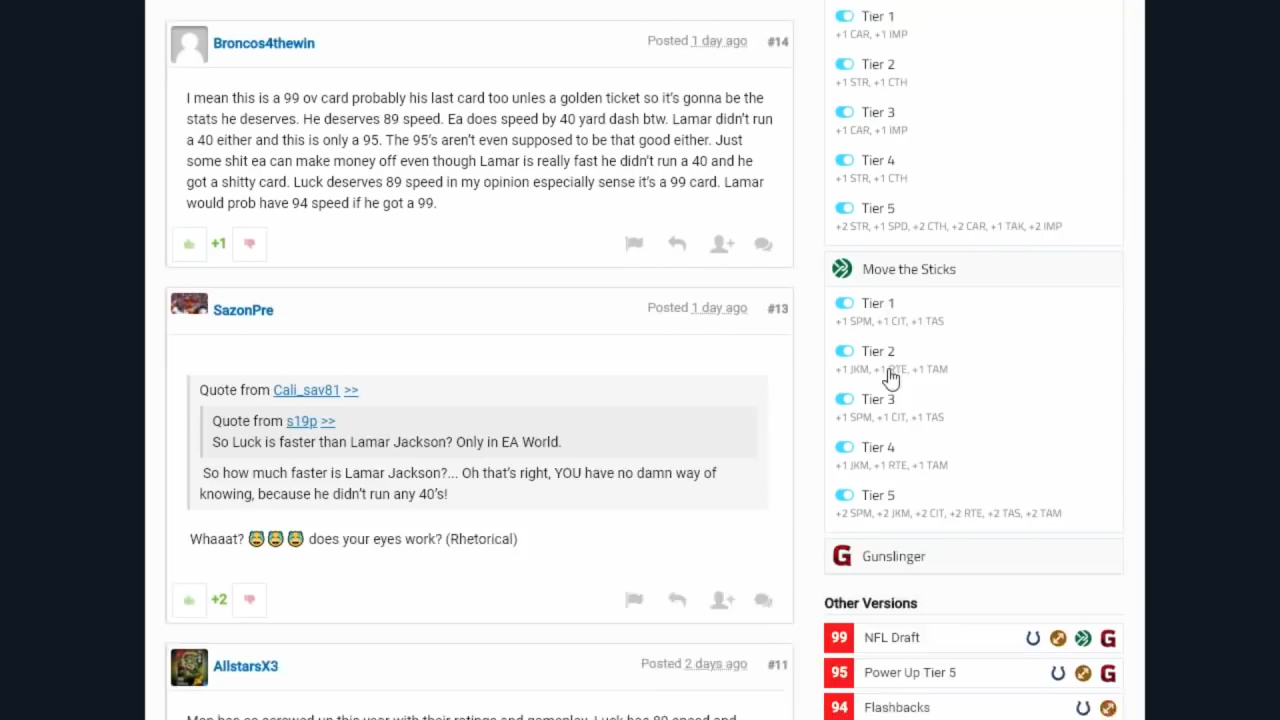 Broncos4thewin
Posted 1 day ago #14
I mean this is a 99 ov card probably his last card too unles a golden ticket so it's gonna be the
stats he deserves. He deserves 89 speed. Ea does speed by 40 yard dash btw. Lamar didn't run
a 40 either and this is only a 95. The 95's aren't even supposed to be that good either. Just
some shit ea can make money off even though Lamar is really fast he didn't run a 40 and he
got a shitty card. Luck deserves 89 speed in my opinion especially sense it's a 99 card. Lamar
would prob have 94 speed if he got a 99.
+1
SazonPre
Posted 1 day ago #13
Quote from Cali_sav81 >>
Quote from s19p >>
So Luck is faster than Lamar Jackson? Only in EA World.
So how much faster is Lamar Jackson?... Oh that's right, YOU have no damn way of
knowing, because he didn't run any 40's!
Whaaat? does your eyes work? (Rhetorical)
+2
AllstarsX3
Posted 2 days ago #11
Tier 1
+1 CAR, +1 IMP
Tier 2
+1 STR, +1 CTH
Tier 3
+1 CAR, +1 IMP
Tier 4
+1 STR, +1 CTH
Tier 5
+2 STR, +1 SPD, +2 CTH, +2 CAR, +1 TAK, +2 IMP
Move the Sticks
Tier 1
+1 SPM, +1 CIT, +1 TAS
Tier 2
+1 JKM, +1 RTE, +1 TAM
Tier 3
+1 SPM, +1 CIT, +1 TAS
Tier 4
+1 JKM, +1 RTE, +1 TAM
Tier 5
+2 SPM, +2 JKM, +2 CIT, +2 RTE, +2 TAS, +2 TAM
G Gunslinger
Other Versions
99 NFL Draft G
95 Power Up Tier 5 G
94 Flashbacks